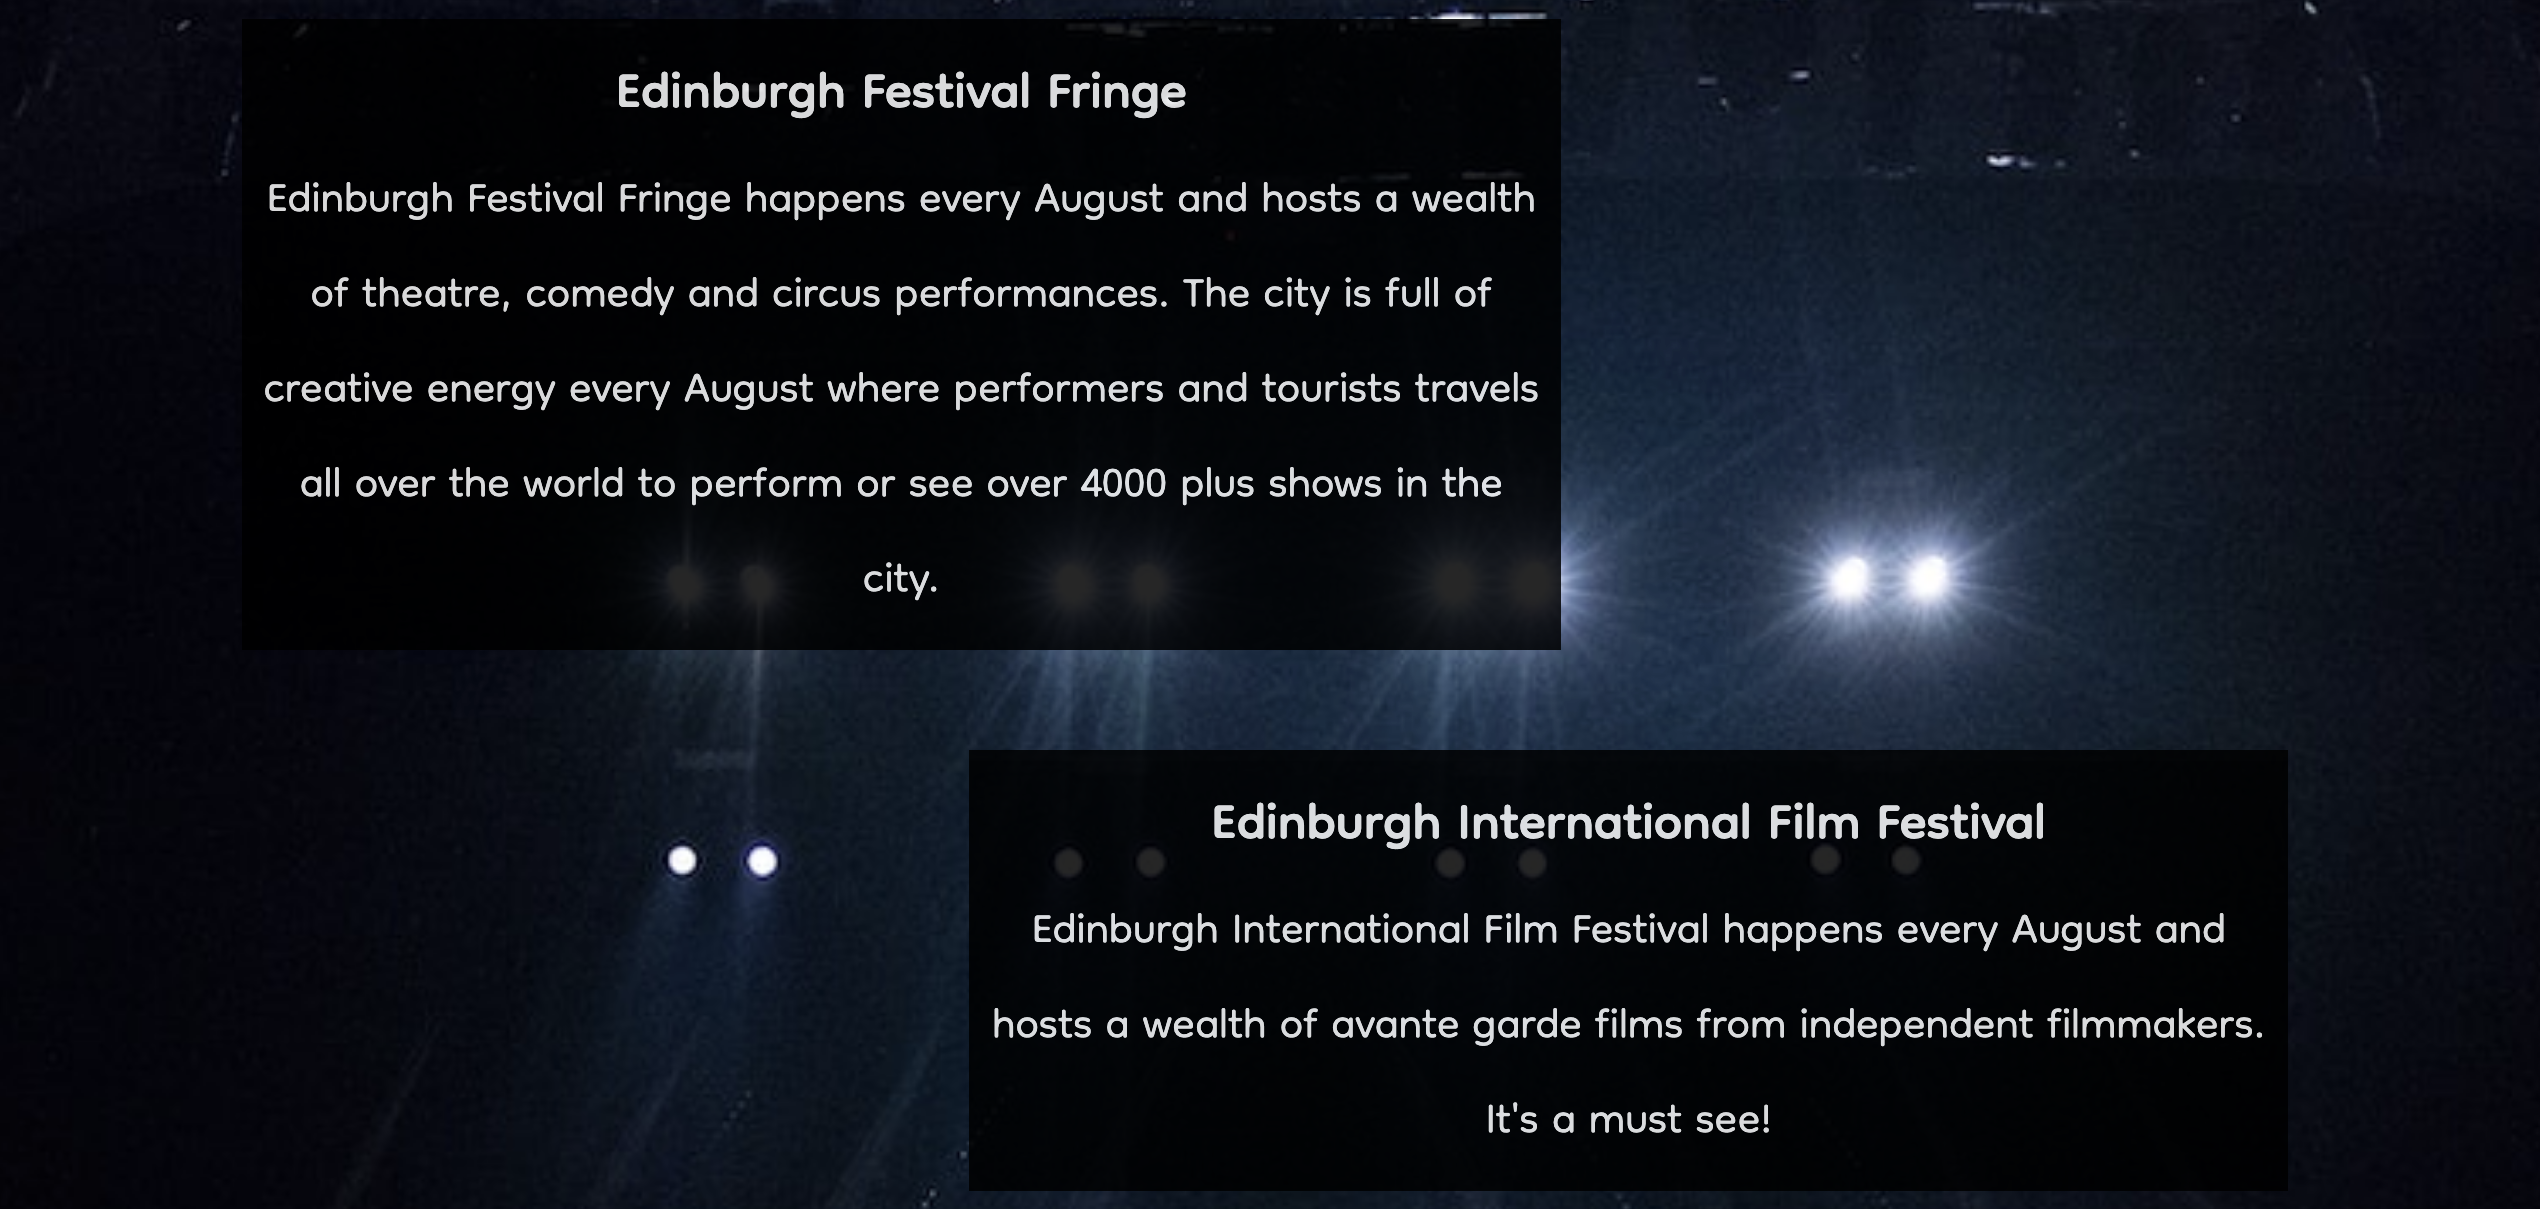 Edinburgh Festival Fringe
Edinburgh Festival Fringe happens every August and hosts a wealth
of theatre, comedy and circus performances. The city is full of
creative energy every August where performers and tourists travels
all over the world to perform or see over 4000 plus shows in the
city.
Edinburgh International Film Festival
Edinburgh International Film Festival happens every August and
hosts a wealth of avante garde films from independent filmmakers.
It's a must see!